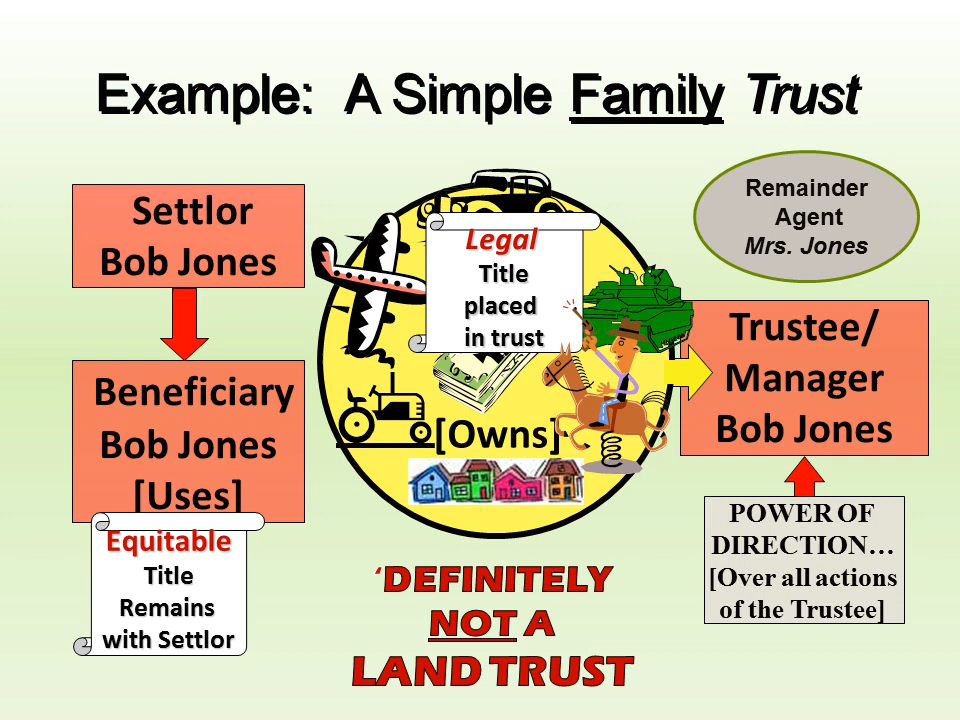 Example: A Simple Family Trust
Settlor
Bob Jones
Beneficiary
Bob Jones
[Uses]
Equitable
Title
Remains
with Settlor
Legal
Title
placed
in trust
[Owns]
‘DEFINITELY
NOT A
LAND TRUST
Remainder
Agent
Mrs. Jones
Trustee/
Manager
Bob Jones
POWER OF
DIRECTION…
[Over all actions
of the Trustee]